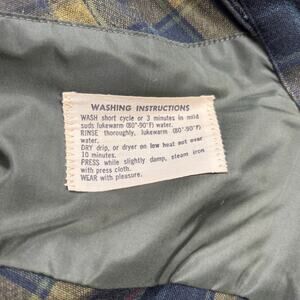 WASHING INSTRUCTIONS
WASH short cycle or 3 minutes in mild
suds lukewarm (80°-90°F) water.
RINSE thoroughly, lukewarm (80°-90°F)
water.
DRY drip, or dryer on low heat not over
10 minutes.
PRESS while slightly damp, steam iron
with press cloth.
WEAR with pleasure.